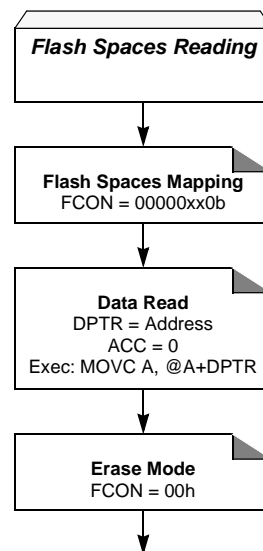 Flash Spaces Reading
Flash Spaces Mapping
FCON = 00000xx0b
Data Read
DPTR = Address
ACC = 0
Exec: MOVC A, @A+DPTR
Erase Mode
FCON = 00h